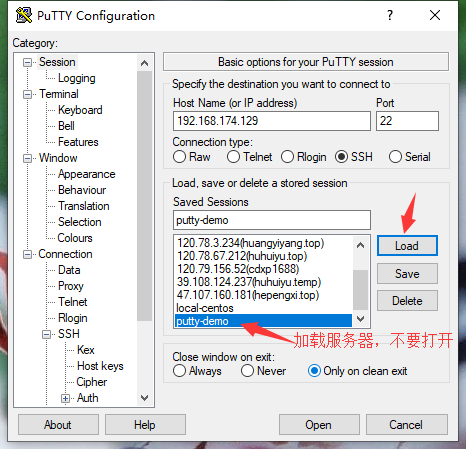 PuTTY Configuration
Category:
Session
Logging
Terminal
Keyboard
Bell
Features
Window
Appearance
Behaviour
Translation
Selection
Colours
Connection
Data
Proxy
Telnet
Rlogin
SSH
Kex
Host keys
Cipher
Auth
Basic options for your PuTTY session
Specify the destination you want to connect to
Host Name (or IP address) Port
192.168.174.129 22
Connection type:
Raw Telnet Rlogin SSH Serial
Load, save or delete a stored session
Saved Sessions
putty-demo
120.78.3.234(huangyiyang.top)
120.78.67.212(huhuiyu.top)
120.79.156.52(cdxp1688)
39.108.124.237(huhuiyu.temp)
47.107.160.181(hepengxi.top)
local-centos
putty-demo
Load
Save
Delete
加载服务器，不要打开
Close window on exit:
Always Never Only on clean exit
About Help Open Cancel